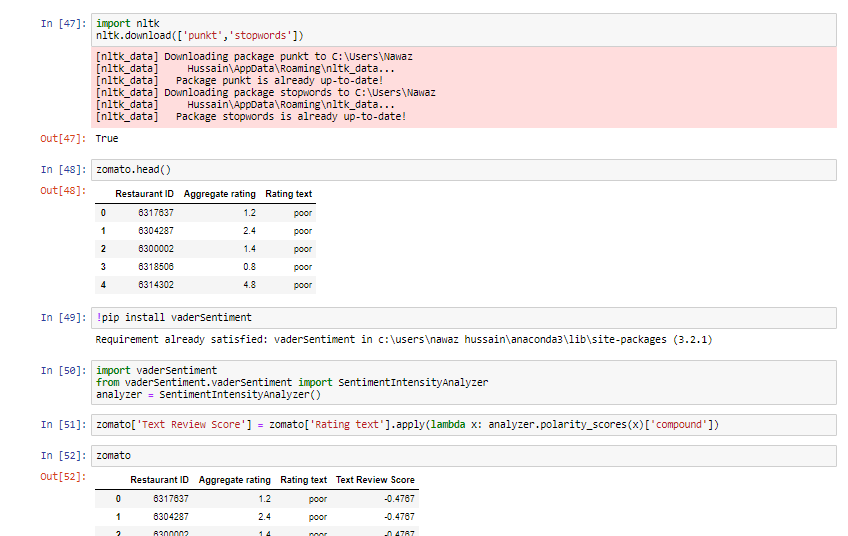 In [47]: import nltk
nltk.download(['punkt','stopwords'])
[nltk_data] Downloading package punkt to C:\Users\Nawaz
[nltk_data]     Hussain\AppData\Roaming\nltk_data...
[nltk_data]   Package punkt is already up-to-date!
[nltk_data] Downloading package stopwords to C:\Users\Nawaz
[nltk_data]     Hussain\AppData\Roaming\nltk_data...
[nltk_data]   Package stopwords is already up-to-date!
Out[47]: True
In [48]: zomato.head()
Out[48]:
Restaurant ID Aggregate rating Rating text
0 6317637 1.2 poor
1 6304287 2.4 poor
2 6300002 1.4 poor
3 6318506 0.8 poor
4 6314302 4.8 poor
In [49]: !pip install vaderSentiment
Requirement already satisfied: vaderSentiment in c:\users\nawaz hussain\anaconda3\lib\site-packages (3.2.1)
In [50]: import vaderSentiment
from vaderSentiment.vaderSentiment import SentimentIntensityAnalyzer
analyzer = SentimentIntensityAnalyzer()
In [51]: zomato['Text Review Score'] = zomato['Rating text'].apply(lambda x: analyzer.polarity_scores(x)['compound'])
In [52]: zomato
Out[52]:
Restaurant ID Aggregate rating Rating text Text Review Score
0 6317637 1.2 poor -0.4767
1 6304287 2.4 poor -0.4767
2 6300002 1.4 poor -0.4767